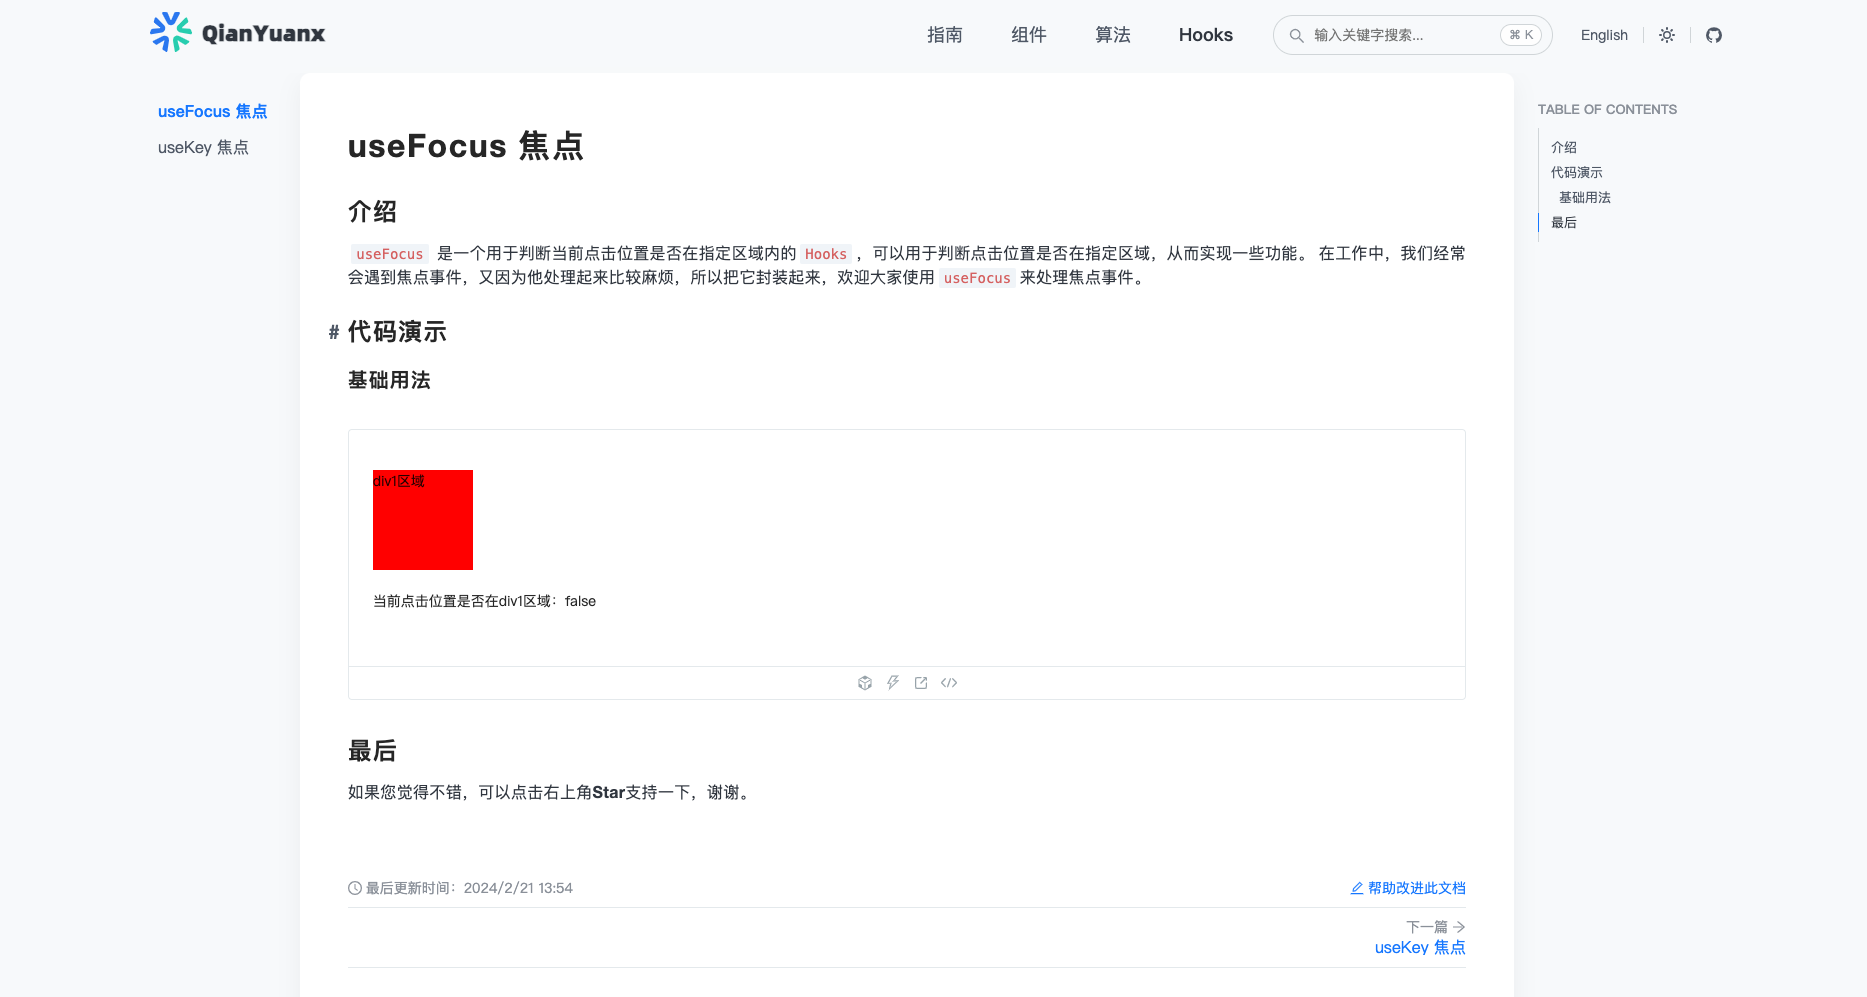 QianYuanx
指南
组件
算法
Hooks
输入关键字搜索...
⌘ K
English
useFocus 焦点
useKey 焦点
useFocus 焦点
介绍
useFocus 是一个用于判断当前点击位置是否在指定区域内的 Hooks ，可以用于判断点击位置是否在指定区域，从而实现一些功能。 在工作中，我们经常
会遇到焦点事件，又因为他处理起来比较麻烦，所以把它封装起来，欢迎大家使用 useFocus 来处理焦点事件。
# 代码演示
基础用法
div1区域
当前点击位置是否在div1区域：false
最后
如果您觉得不错，可以点击右上角Star支持一下，谢谢。
最后更新时间：2024/2/21 13:54
帮助改进此文档
下一篇
useKey 焦点
TABLE OF CONTENTS
介绍
代码演示
基础用法
最后